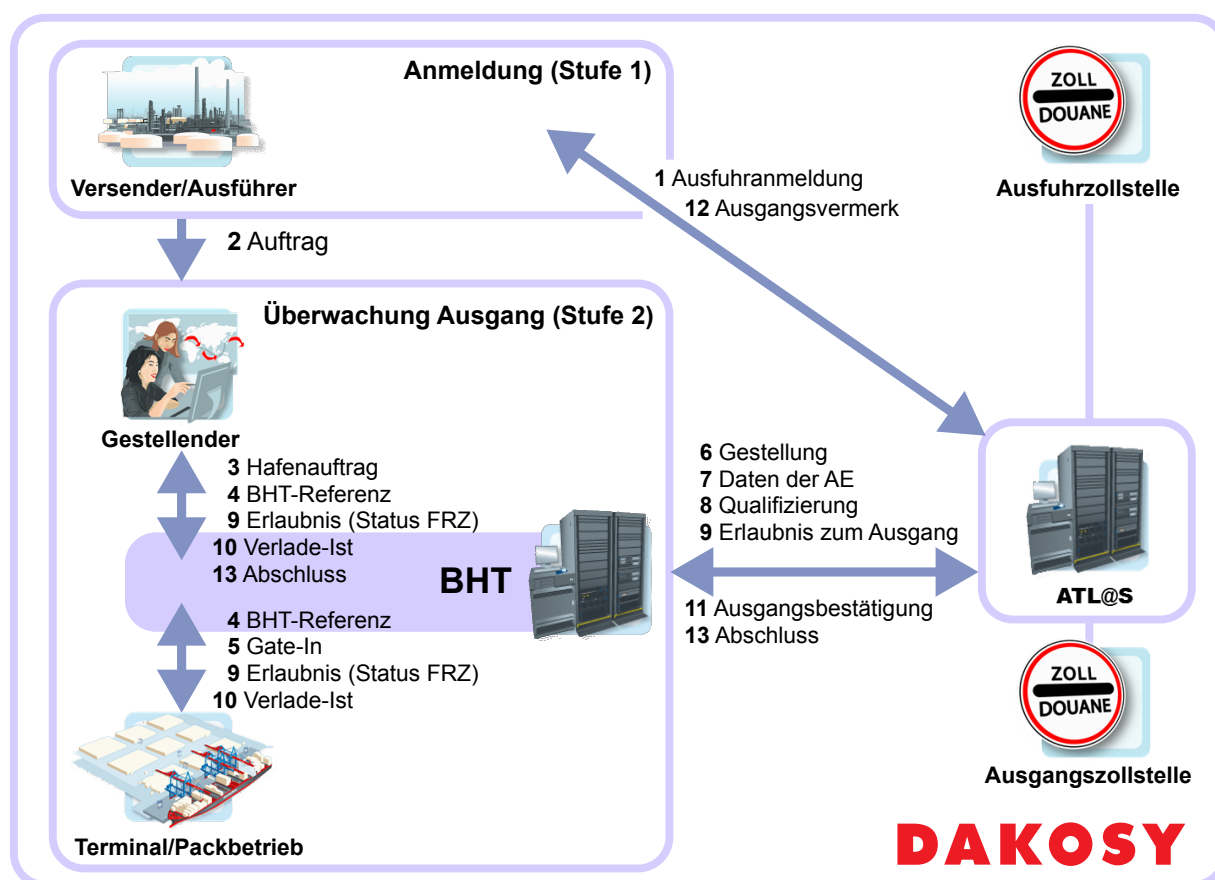 Anmeldung (Stufe 1)
Versender/Ausführer
ZOLL
DOUANE
Ausfuhrzollstelle
1 Ausfuhranmeldung
12 Ausgangsvermerk
2 Auftrag
Überwachung Ausgang (Stufe 2)
Gestellender
3 Hafenauftrag
4 BHT-Referenz
9 Erlaubnis (Status FRZ)
10 Verlade-Ist
13 Abschluss
BHT
4 BHT-Referenz
5 Gate-In
9 Erlaubnis (Status FRZ)
10 Verlade-Ist
Terminal/Packbetrieb
6 Gestellung
7 Daten der AE
8 Qualifizierung
9 Erlaubnis zum Ausgang
11 Ausgangsbestätigung
13 Abschluss
ATL@S
ZOLL
DOUANE
Ausgangszollstelle
DAKOSY